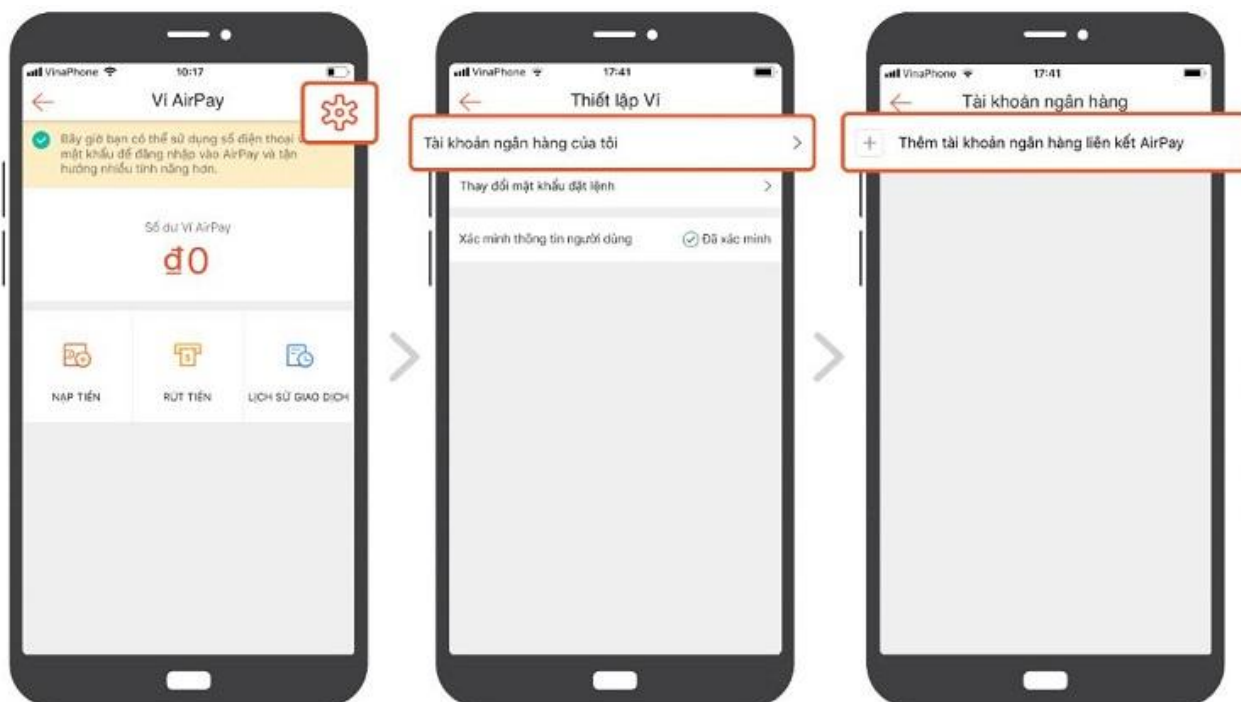 VinaPhone 10:17
Ví AirPay
Bây giờ bạn có thể sử dụng số điện thoại
mật khẩu để đăng nhập vào AirPay và tận
hưởng nhiều tính năng hơn.
Số dư Ví AirPay
₫0
NẠP TIỀN
RÚT TIỀN
LỊCH SỬ GIAO DỊCH
VinaPhone 17:41
Thiết lập Ví
Tài khoản ngân hàng của tôi
Thay đổi mật khẩu đặt lệnh
Xác minh thông tin người dùng Đã xác minh
VinaPhone 17:41
Tài khoản ngân hàng
Thêm tài khoản ngân hàng liên kết AirPay